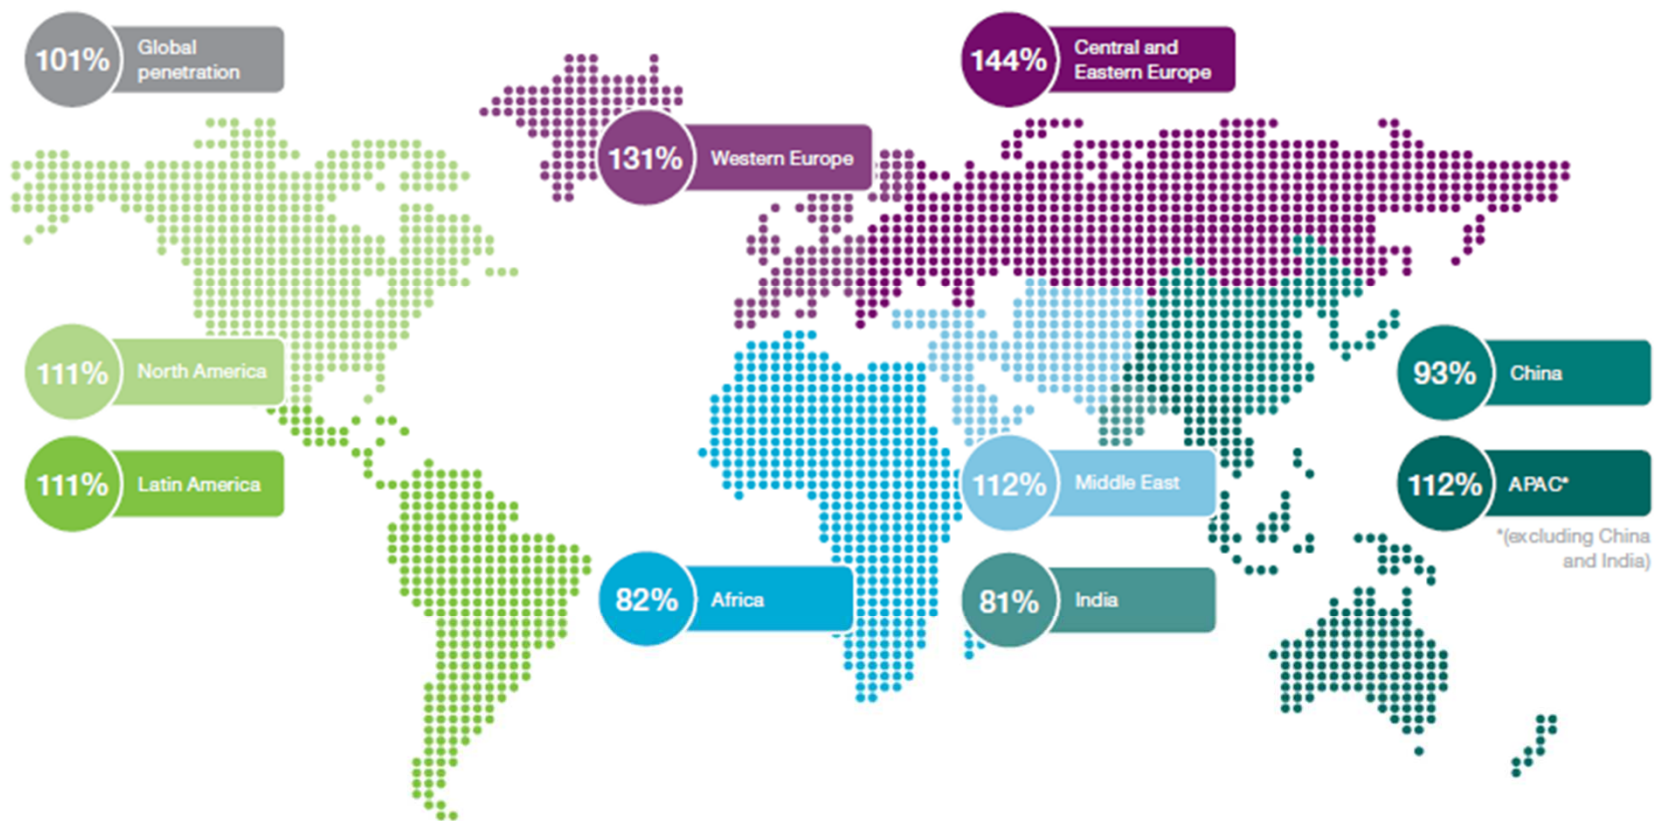 101%
Global
penetration
144%
Central and
Eastern Europe
131%
Western Europe
111%
North America
93%
China
111%
Latin America
112%
Middle East
112%
APAC*
*(excluding China
and India)
82%
Africa
81%
India